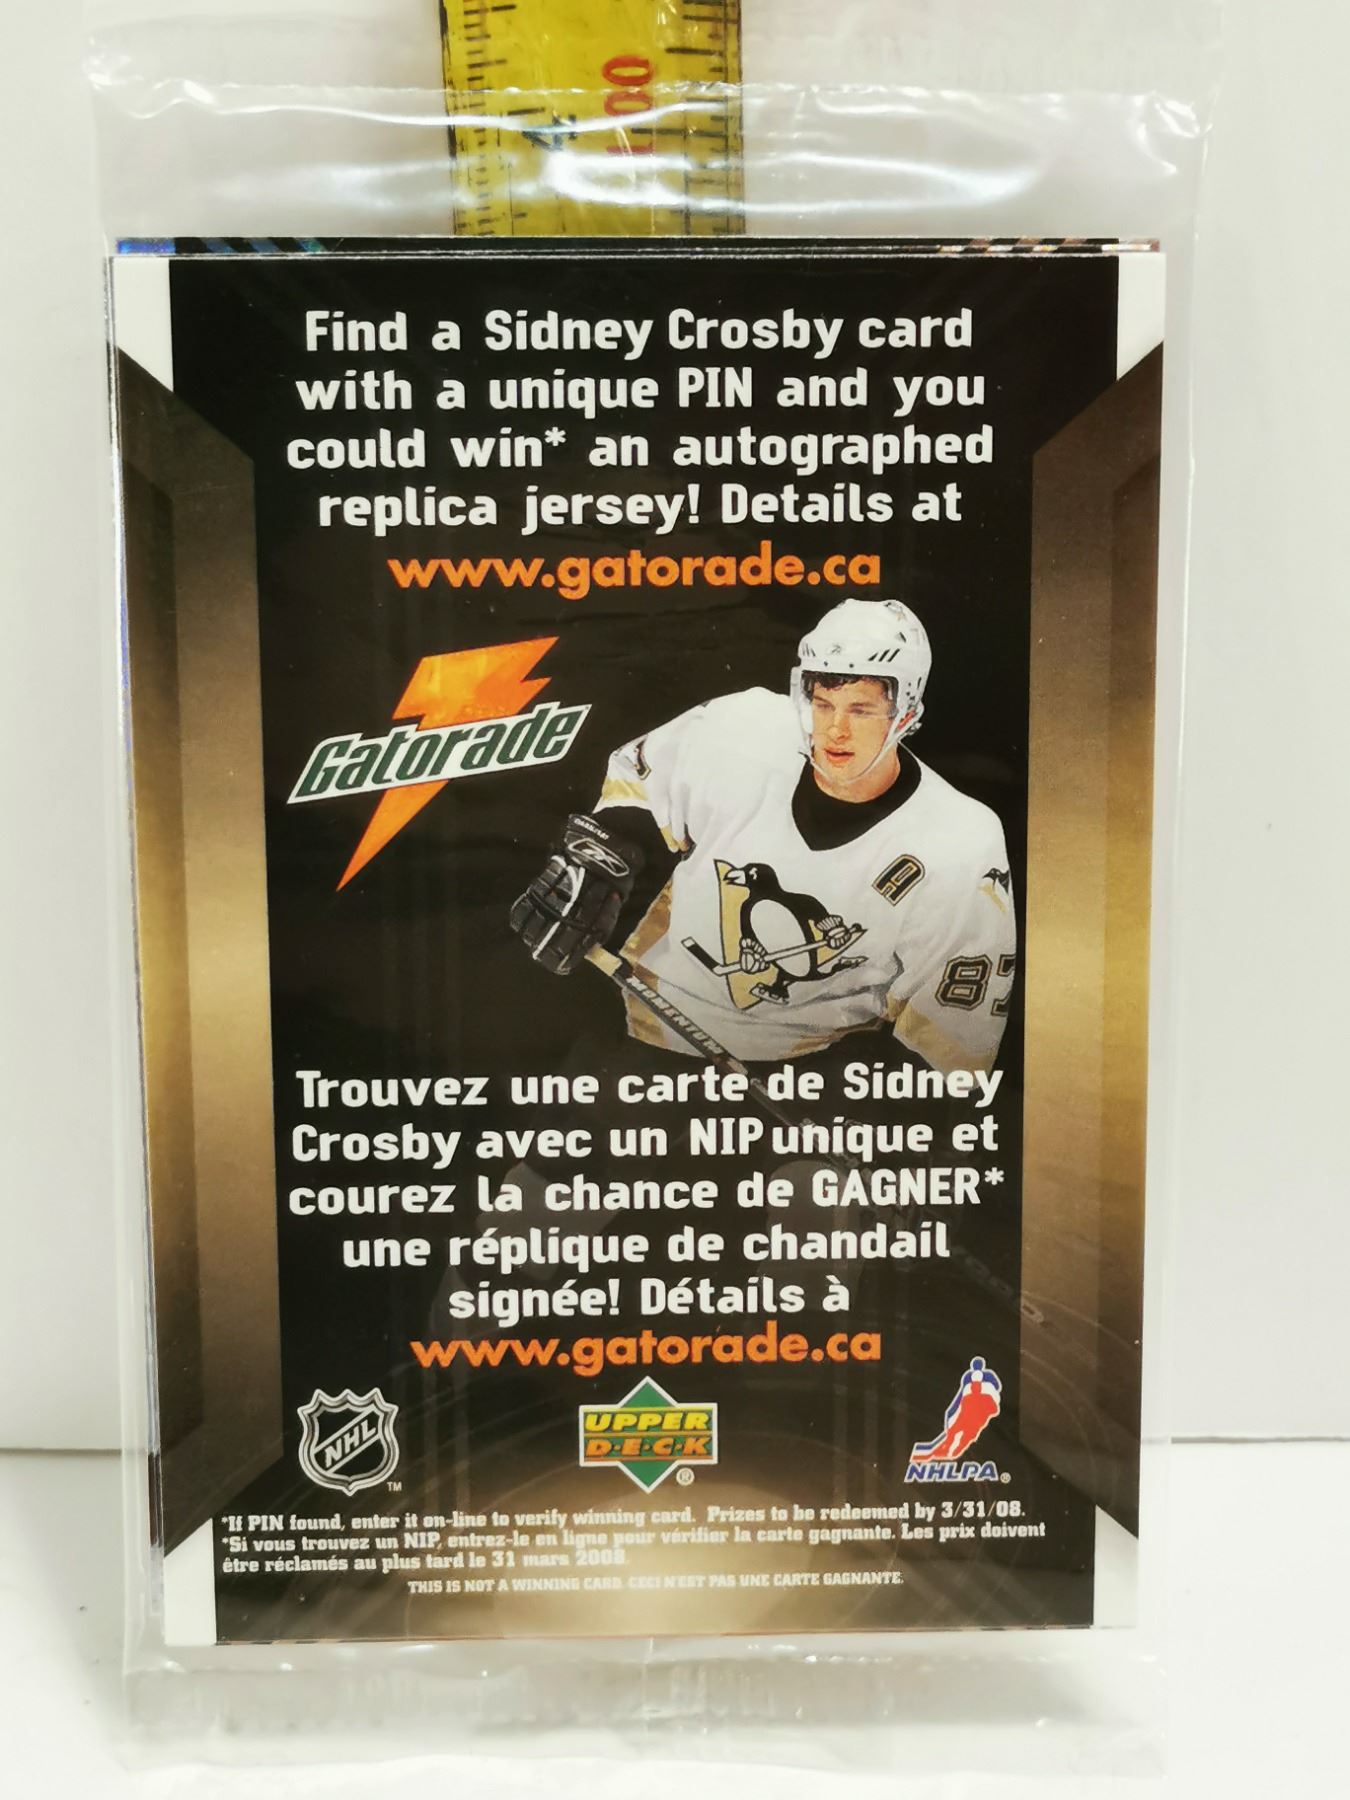 4
100
Find a Sidney Crosby card
with a unique PIN and you
could win* an autographed
replica jersey! Details at
www.gatorade.ca
Gatorade
A
87
MOMENTUM
Trouvez une carte de Sidney
Crosby avec un NIP unique et
courez la chance de GAGNER*
une réplique de chandail
signée! Détails à
www.gatorade.ca
NHL TM
UPPER
D·E·C·K ®
NHLPA ®
*If PIN found, enter it on-line to verify winning card. Prizes to be redeemed by 3/31/08.
*Si vous trouvez un NIP, entrez-le en ligne pour vérifier la carte gagnante. Les prix doivent
être réclamés au plus tard le 31 mars 2008.
THIS IS NOT A WINNING CARD. CECI N'EST PAS UNE CARTE GAGNANTE.